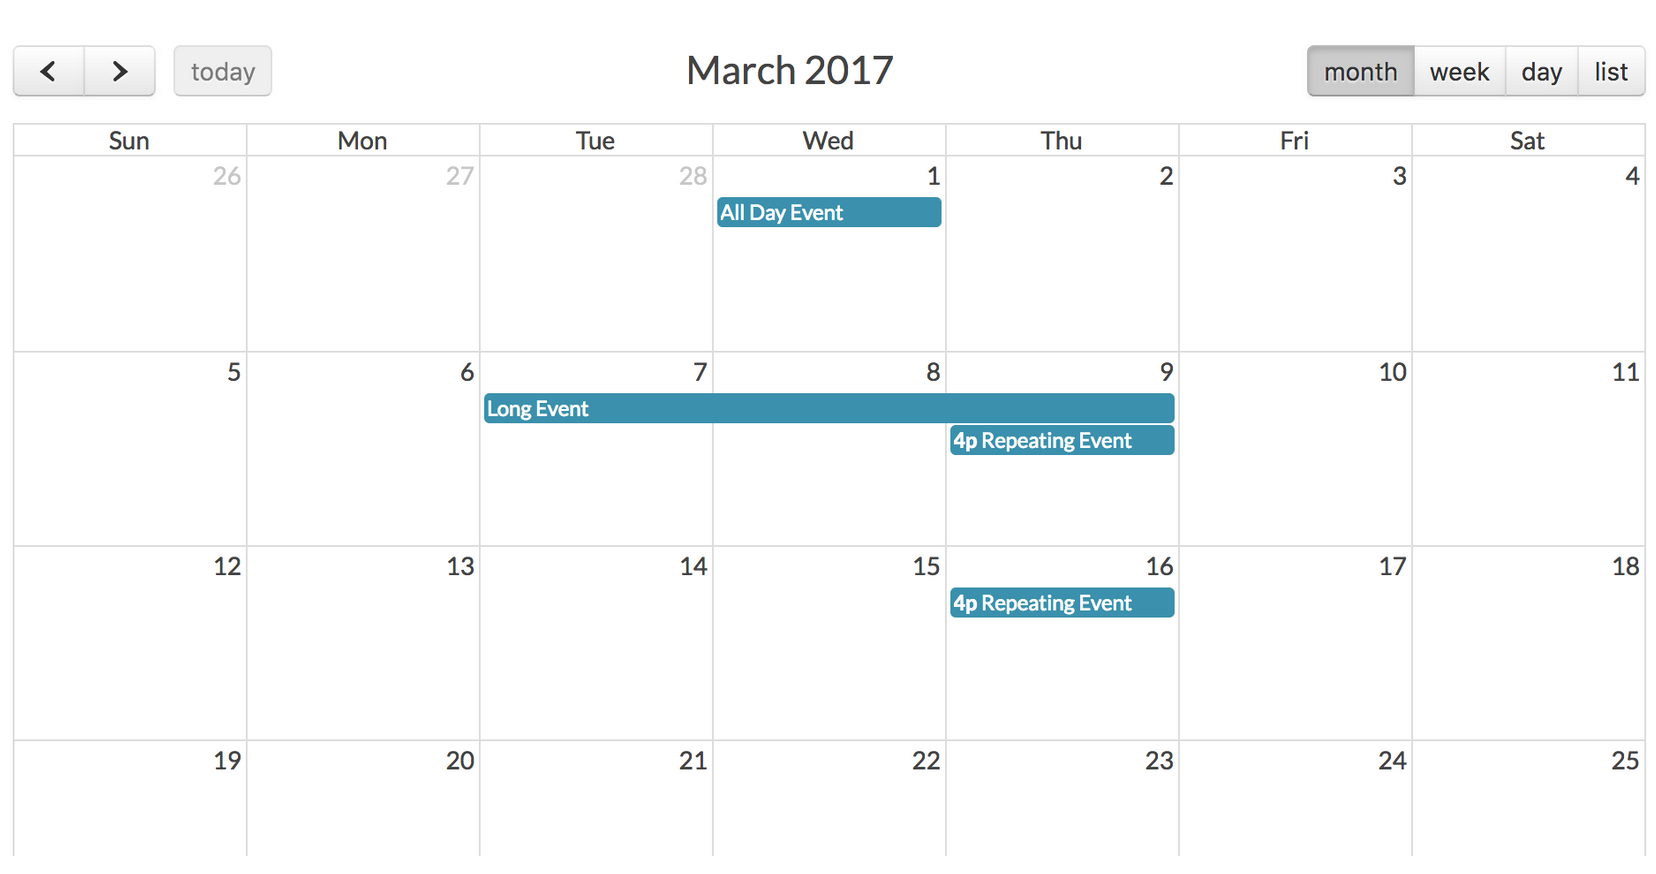 today March 2017 month week day list
Sun Mon Tue Wed Thu Fri Sat
26 27 28 1 2 3 4
All Day Event
5 6 7 8 9 10 11
Long Event
4p Repeating Event
12 13 14 15 16 17 18
4p Repeating Event
19 20 21 22 23 24 25